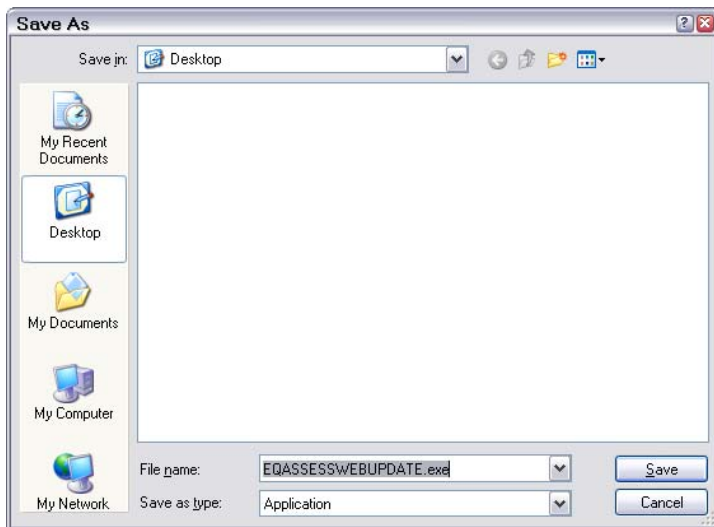 Save As
Save in: Desktop
My Recent
Documents
Desktop
My Documents
My Computer
My Network
File name: EQASSESSWEBUPDATE.exe Save
Save as type: Application Cancel